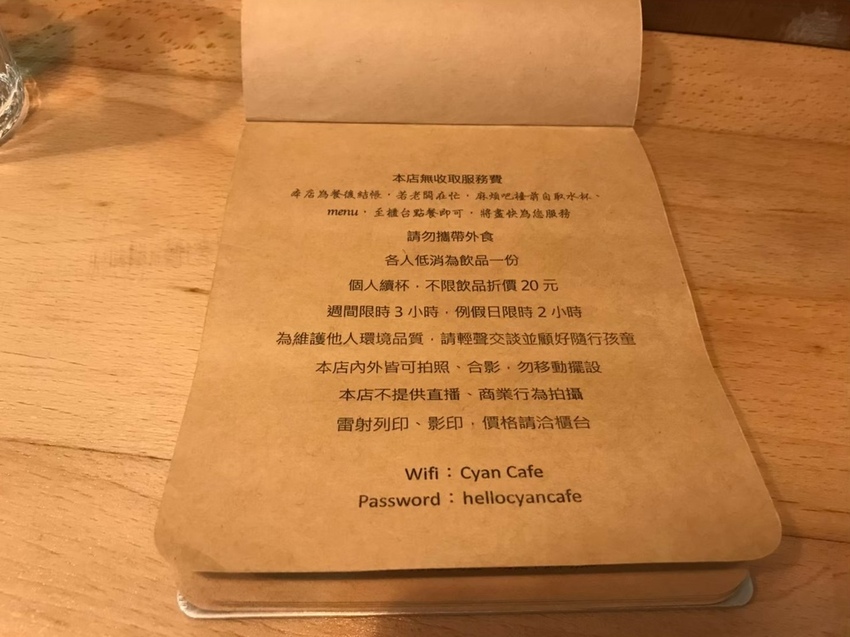 本店無收取服務費
本店為餐後結帳，若老闆在忙，麻煩吧檯前自取水杯、
menu，至櫃台點餐即可，將盡快為您服務
請勿攜帶外食
各人低消為飲品一份
個人續杯，不限飲品折價 20 元
週間限時 3 小時，例假日限時 2 小時
為維護他人環境品質，請輕聲交談並顧好隨行孩童
本店內外皆可拍照、合影，勿移動擺設
本店不提供直播、商業行為拍攝
雷射列印、影印，價格請洽櫃台
Wifi：Cyan Cafe
Password：hellocyancafe